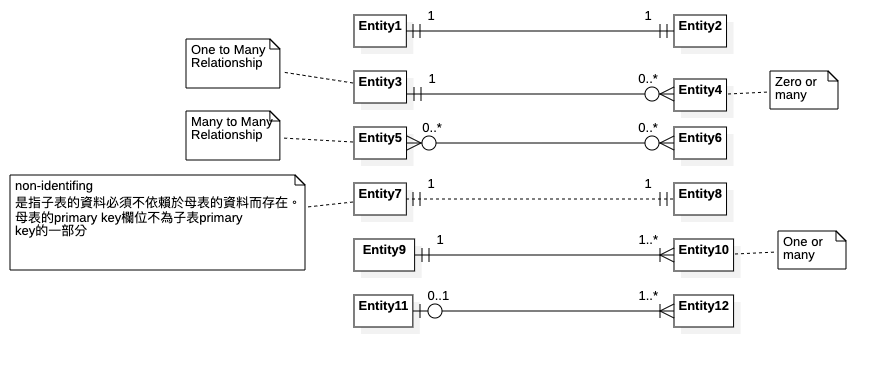 Entity1 1 1 Entity2
One to Many
Relationship
Entity3 1 0..* Entity4
Zero or
many
Many to Many
Relationship
Entity5 0..* 0..* Entity6
non-identifing
是指子表的資料必須不依賴於母表的資料而存在。
母表的primary key欄位不為子表primary
key的一部分
Entity7 1 1 Entity8
Entity9 1 1..* Entity10
One or
many
Entity11 0..1 1..* Entity12